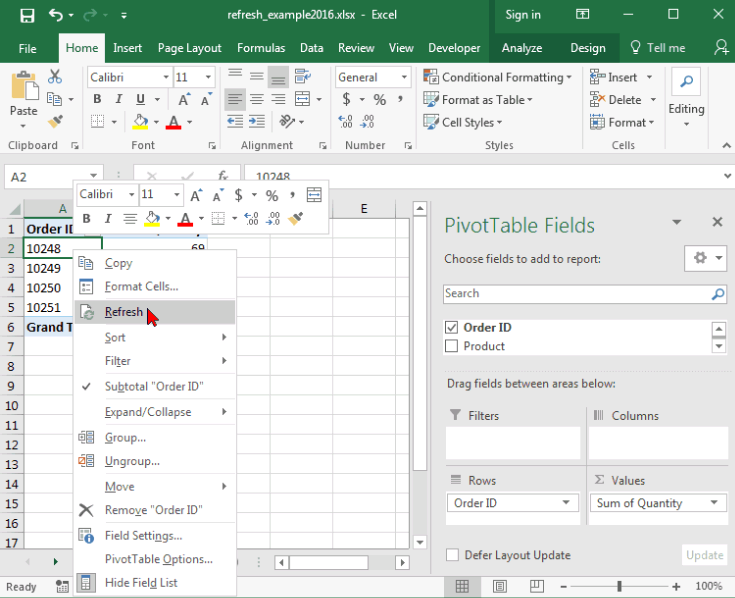 refresh_example2016.xlsx - Excel
Sign in
File Home Insert Page Layout Formulas Data Review View Developer Analyze Design Tell me
Paste
Calibri 11
B I U A A
General
$ % ,
Conditional Formatting
Format as Table
Cell Styles
Insert
Delete
Format
Editing
Clipboard Font Alignment Number Styles Cells
A2 fx 10248
Calibri 11 A A $ % ,
B I A
A E
1 Order ID
2 10248 69
3 10249
4 10250
5 10251
6 Grand T
7
8
9
10
11
12
13
14
15
16
17
Copy
Format Cells...
Refresh
Sort
Filter
Subtotal "Order ID"
Expand/Collapse
Group...
Ungroup...
Move
Remove "Order ID"
Field Settings...
PivotTable Options...
Hide Field List
PivotTable Fields
Choose fields to add to report:
Search
Order ID
Product
Drag fields between areas below:
Filters Columns
Rows Σ Values
Order ID Sum of Quantity
Defer Layout Update Update
Ready 100%